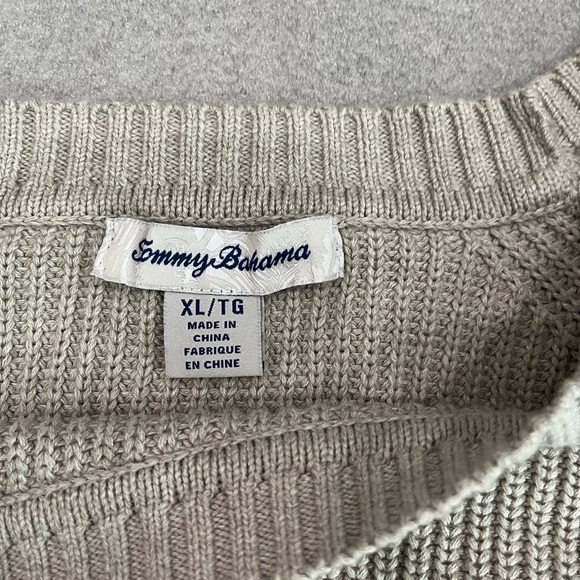 Tommy Bahama
XL/TG
MADE IN
CHINA
FABRIQUE
EN CHINE